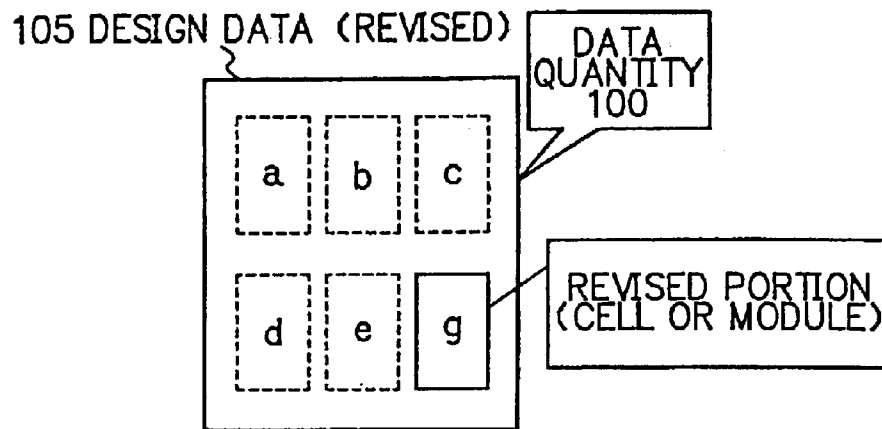 105 DESIGN DATA (REVISED)
DATA
QUANTITY
100
a b c
d e g
REVISED PORTION
(CELL OR MODULE)